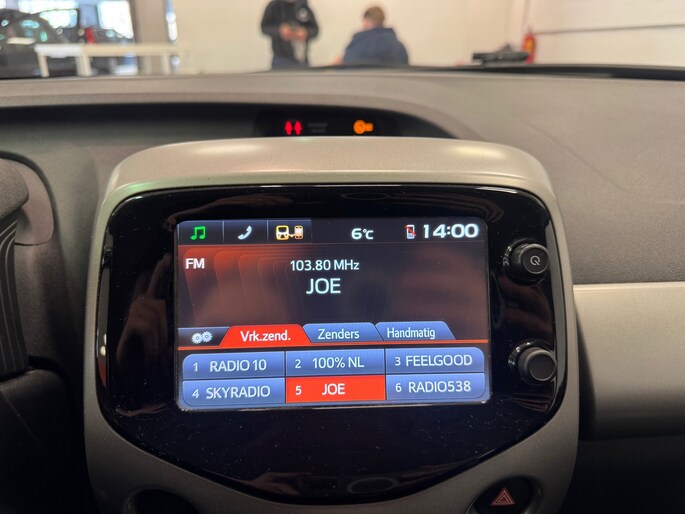 6°C 14:00
FM 103.80 MHz
JOE
Vrk.zend. Zenders Handmatig
1 RADIO 10 2 100% NL 3 FEELGOOD
4 SKYRADIO 5 JOE 6 RADIO538